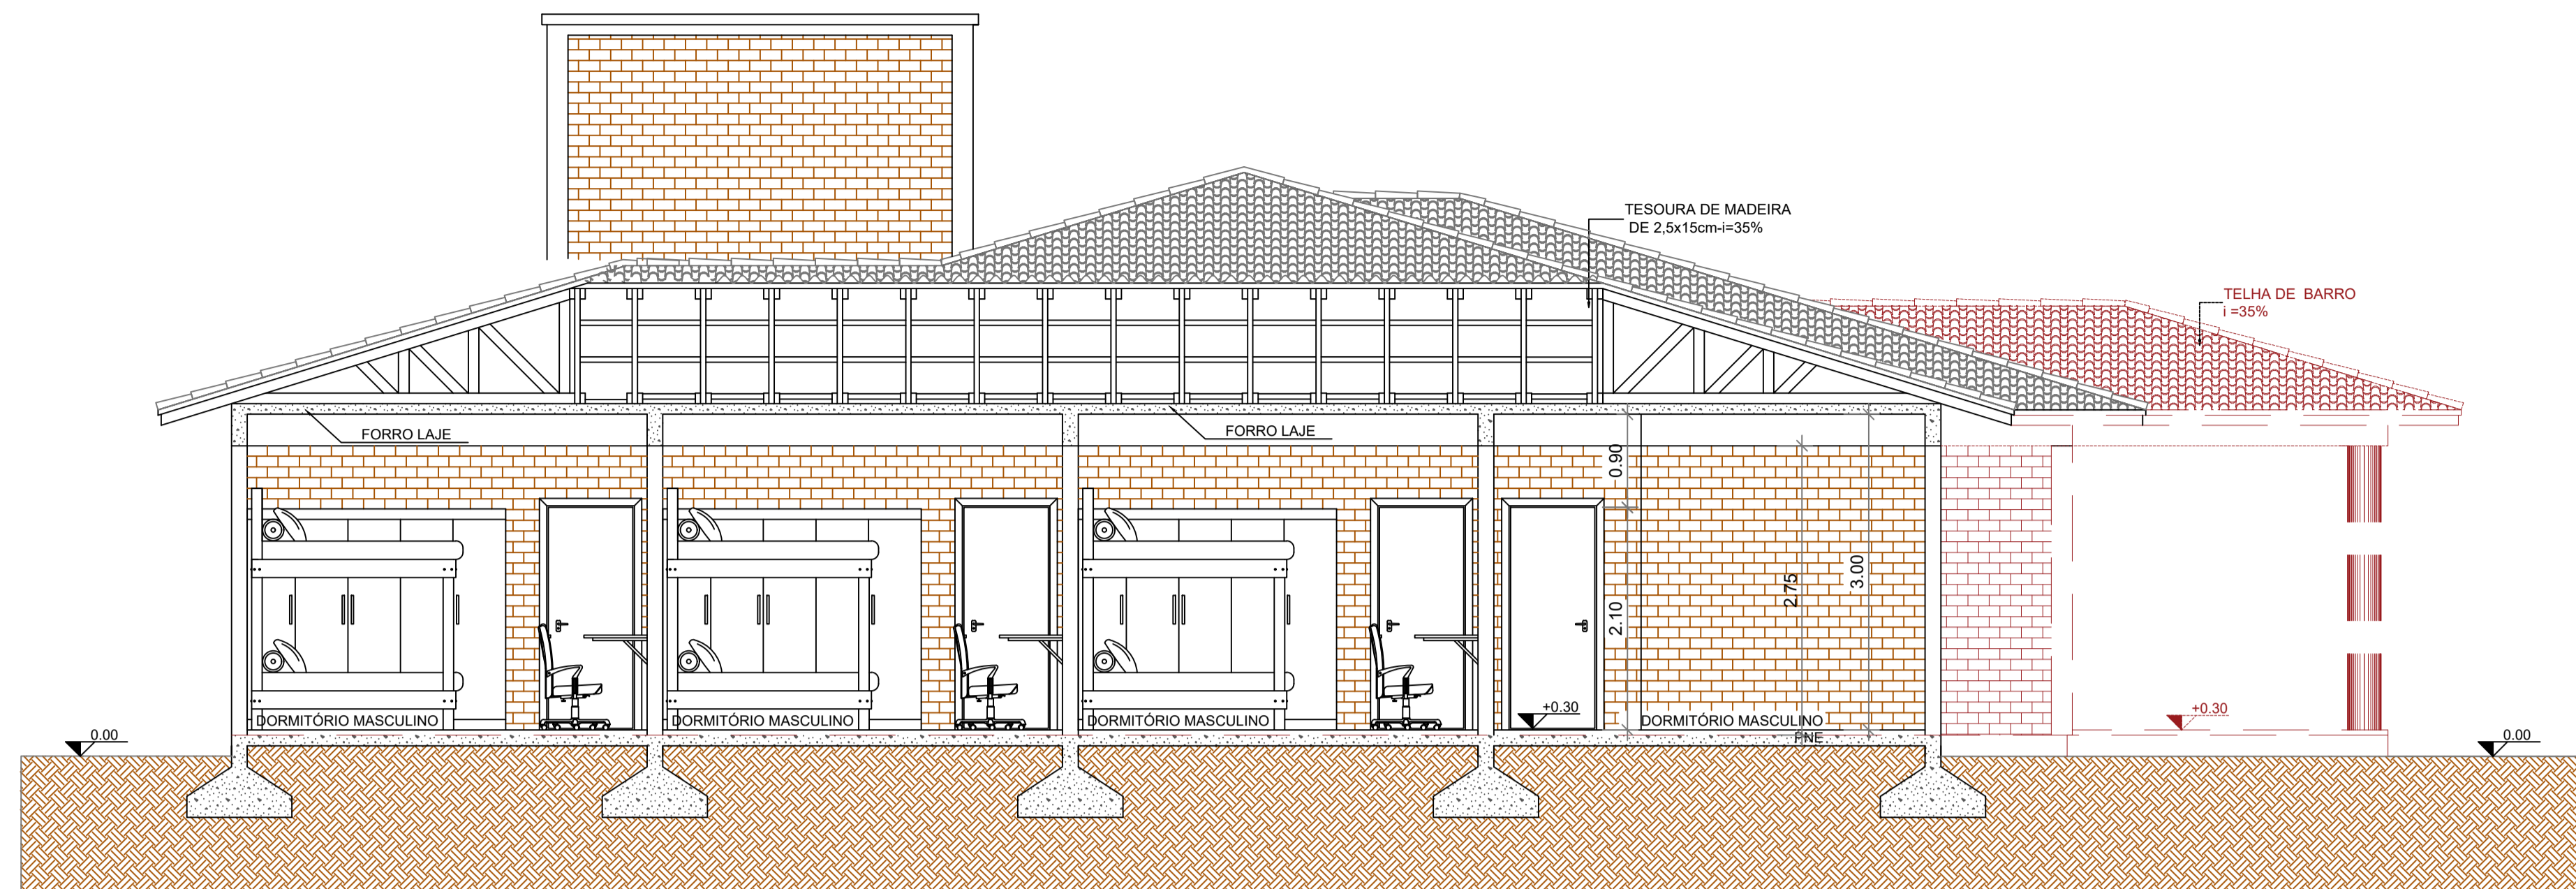 TESOURA DE MADEIRA
DE 2,5x15cm-i=35%
TELHA DE BARRO
i =35%
FORRO LAJE
FORRO LAJE
0.90
2.10
2.75
3.00
DORMITÓRIO MASCULINO
DORMITÓRIO MASCULINO
DORMITÓRIO MASCULINO
+0.30
DORMITÓRIO MASCULINO
PNE
+0.30
0.00
0.00